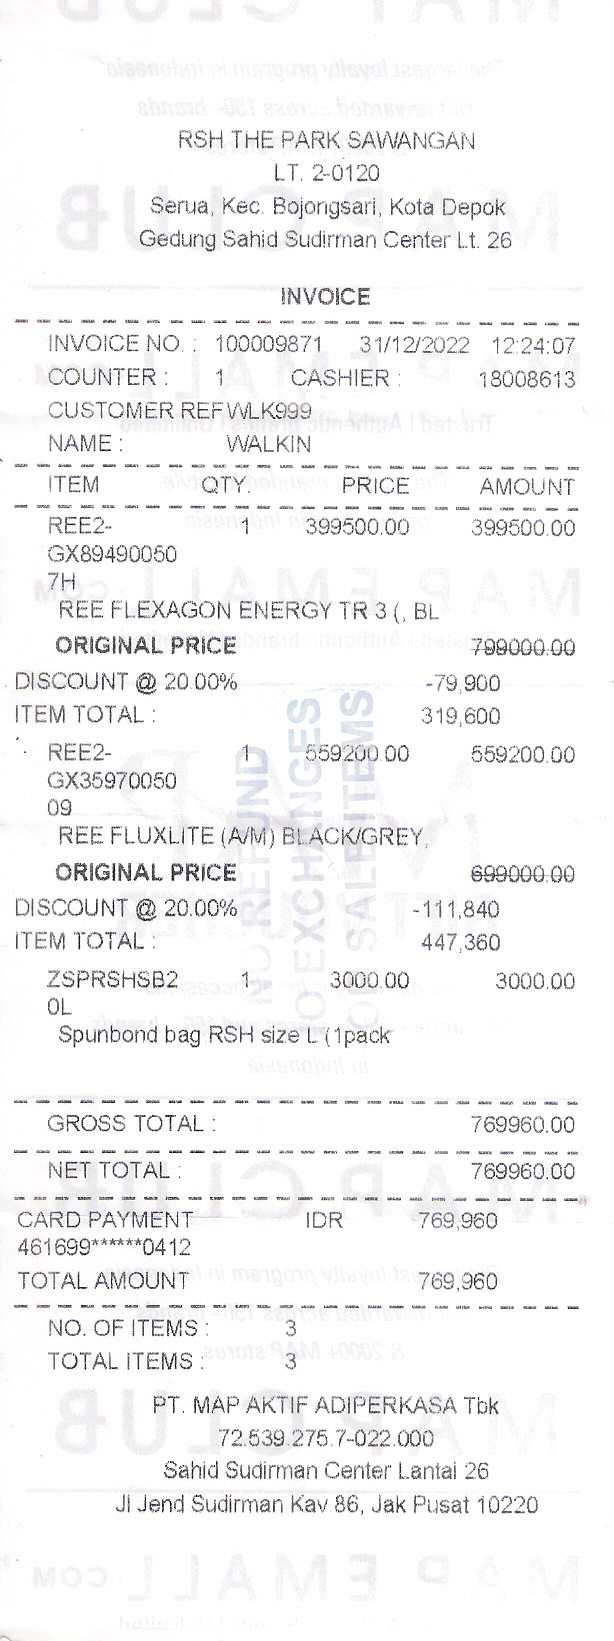 RSH THE PARK SAWANGAN
LT. 2-0120
Serua, Kec. Bojongsari, Kota Depok
Gedung Sahid Sudirman Center Lt. 26
INVOICE
INVOICE NO. : 100009871 31/12/2022 12:24:07
COUNTER : 1 CASHIER : 18008613
CUSTOMER REF WLK999
NAME : WALKIN
ITEM QTY. PRICE AMOUNT
REE2- 1 399500.00 399500.00
GX89490050
7H
REE FLEXAGON ENERGY TR 3 (, BL
ORIGINAL PRICE 799000.00
DISCOUNT @ 20.00% -79,900
ITEM TOTAL : 319,600
REE2- 1 559200.00 559200.00
GX35970050
09
REE FLUXLITE (A/M) BLACK/GREY,
ORIGINAL PRICE 699000.00
DISCOUNT @ 20.00% -111,840
ITEM TOTAL : 447,360
ZSPRSHSB2 1 3000.00 3000.00
0L
Spunbond bag RSH size L (1pack
NO REFUND
NO EXCHANGES
ON SALE ITEMS
GROSS TOTAL : 769960.00
NET TOTAL : 769960.00
CARD PAYMENT IDR 769,960
461699******0412
TOTAL AMOUNT 769,960
NO. OF ITEMS : 3
TOTAL ITEMS : 3
PT. MAP AKTIF ADIPERKASA Tbk
72.539.275.7-022.000
Sahid Sudirman Center Lantai 26
Jl Jend Sudirman Kav 86, Jak Pusat 10220